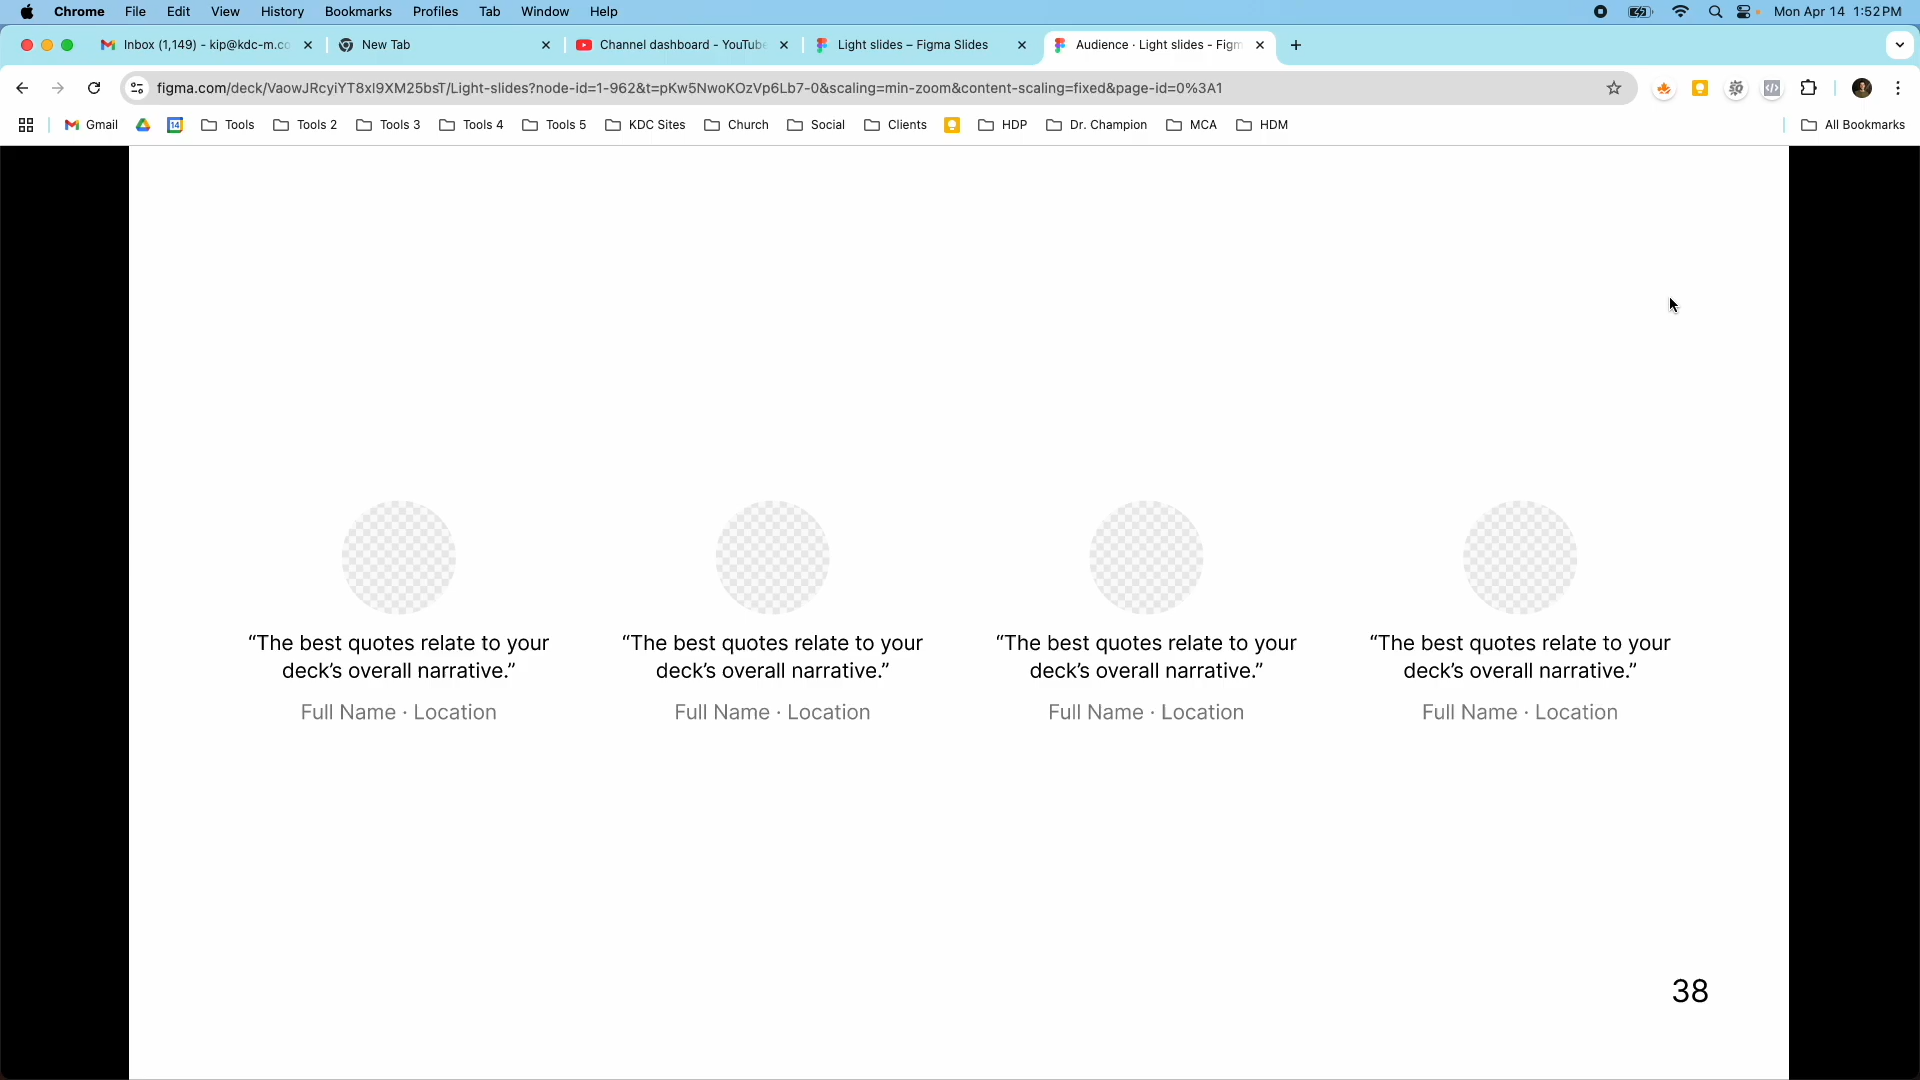 Chrome File Edit View History Bookmarks Profiles Tab Window Help Mon Apr 14 1:52 PM
Inbox (1,149) - kip@kdc-m.co New Tab Channel dashboard - YouTube Light slides – Figma Slides Audience · Light slides - Figm
figma.com/deck/VaowJRcyiYT8xI9XM25bsT/Light-slides?node-id=1-962&t=pKw5NwoKOzVp6Lb7-0&scaling=min-zoom&content-scaling=fixed&page-id=0%3A1
Gmail 14 Tools Tools 2 Tools 3 Tools 4 Tools 5 KDC Sites Church Social Clients HDP Dr. Champion MCA HDM All Bookmarks
“The best quotes relate to your
deck’s overall narrative.”
Full Name · Location
“The best quotes relate to your
deck’s overall narrative.”
Full Name · Location
“The best quotes relate to your
deck’s overall narrative.”
Full Name · Location
“The best quotes relate to your
deck’s overall narrative.”
Full Name · Location
38